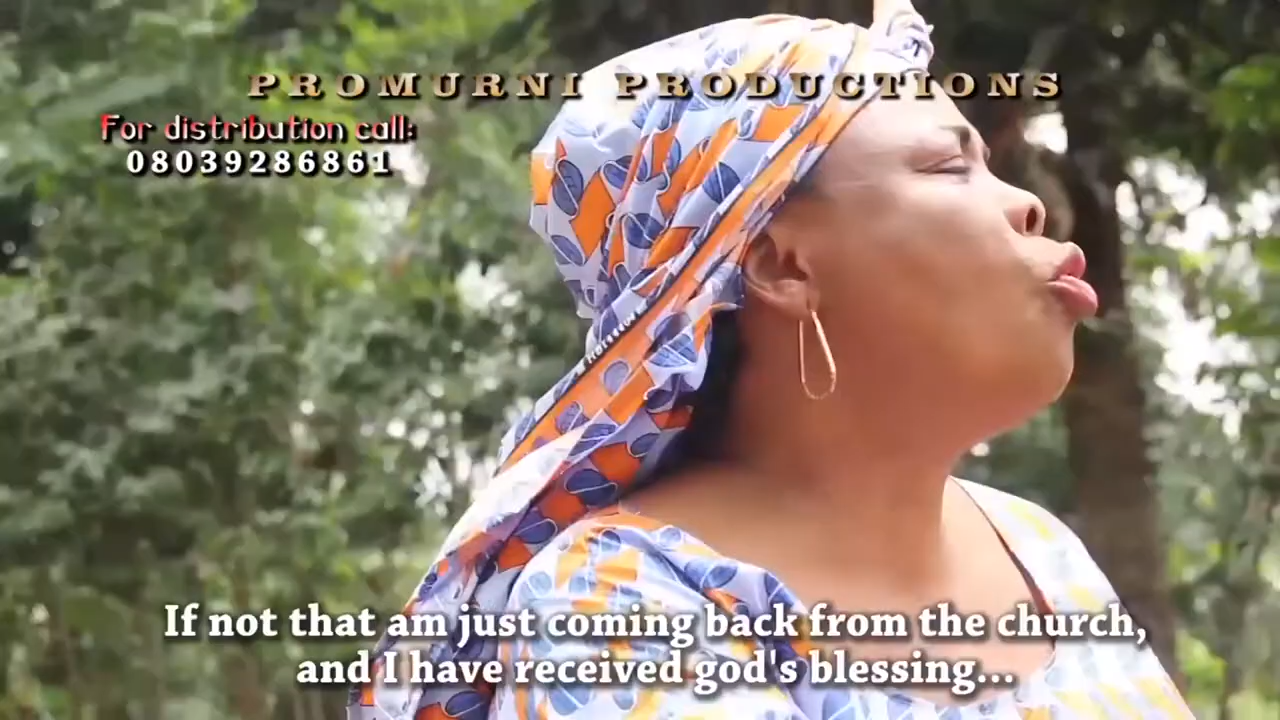 PROMURNI PRODUCTIONS
For distribution call:
08039286861
If not that am just coming back from the church,
and I have received god's blessing...